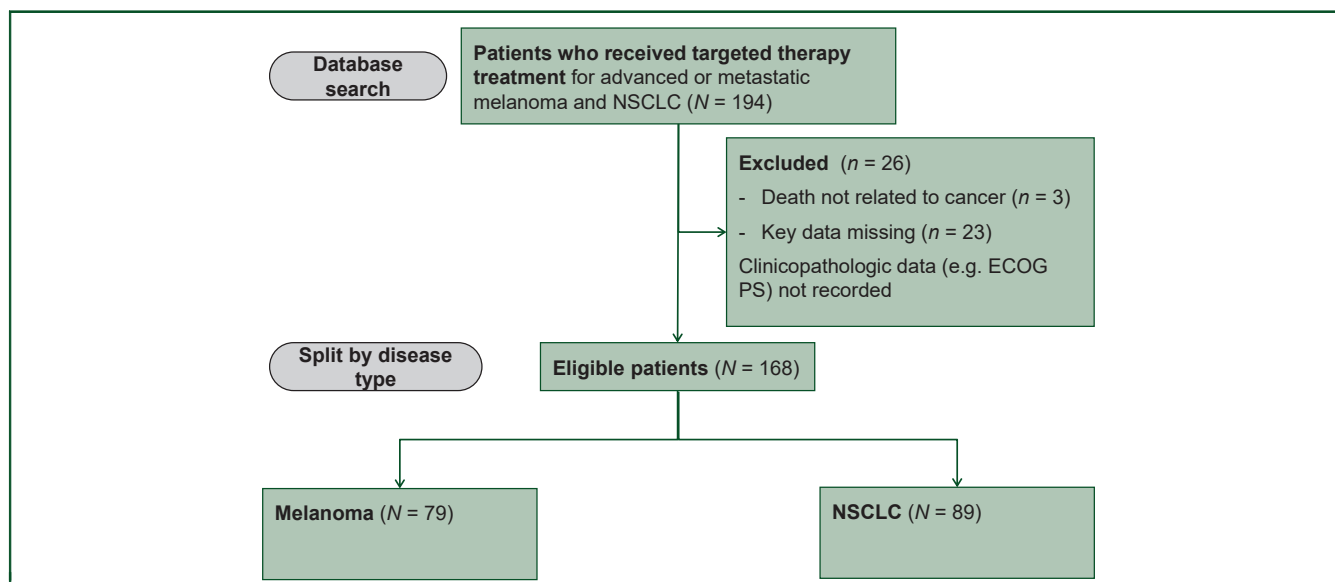 Database
search
Patients who received targeted therapy
treatment for advanced or metastatic
melanoma and NSCLC (N = 194)
Excluded (n = 26)
- Death not related to cancer (n = 3)
- Key data missing (n = 23)
Clinicopathologic data (e.g. ECOG
PS) not recorded
Split by disease
type
Eligible patients (N = 168)
Melanoma (N = 79)
NSCLC (N = 89)